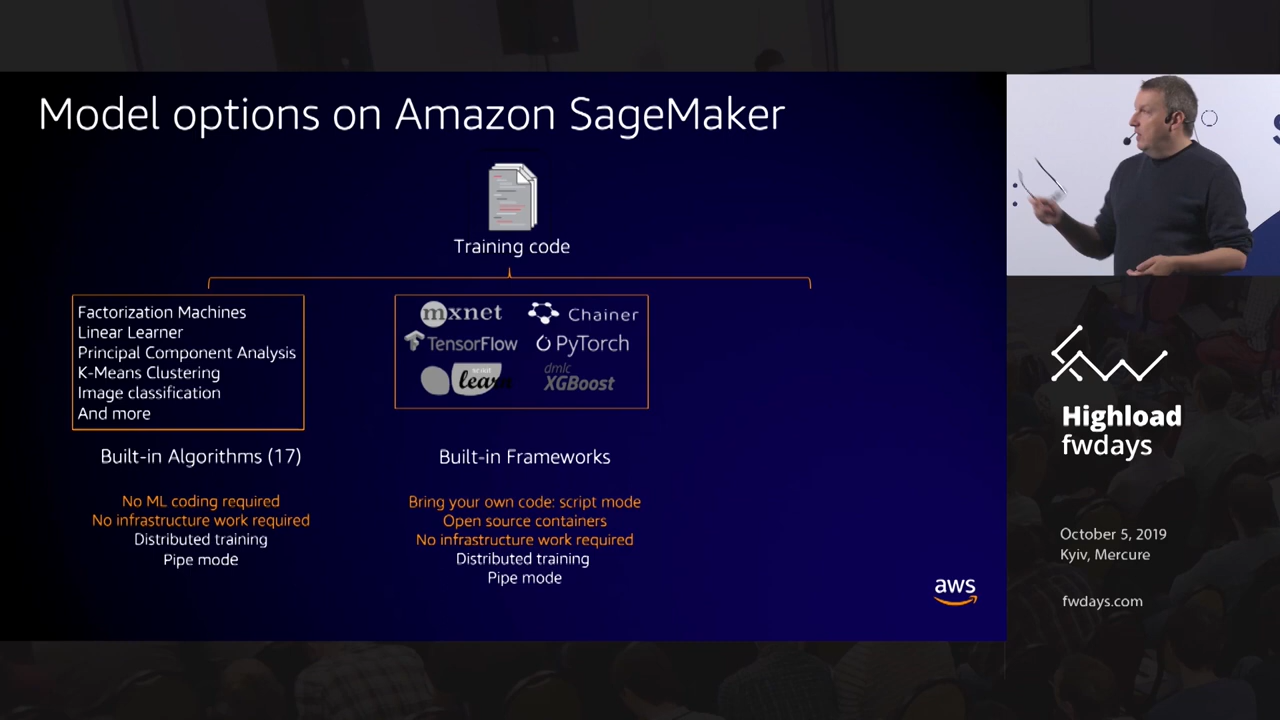 Model options on Amazon SageMaker
Training code
Factorization Machines
Linear Learner
Principal Component Analysis
K-Means Clustering
Image classification
And more
Built-in Algorithms (17)
No ML coding required
No infrastructure work required
Distributed training
Pipe mode
mxnet
Chainer
TensorFlow
PyTorch
learn
dmlc
XGBoost
Built-in Frameworks
Bring your own code: script mode
Open source containers
No infrastructure work required
Distributed training
Pipe mode
aws
Highload
fwdays
October 5, 2019
Kyiv, Mercure
fwdays.com